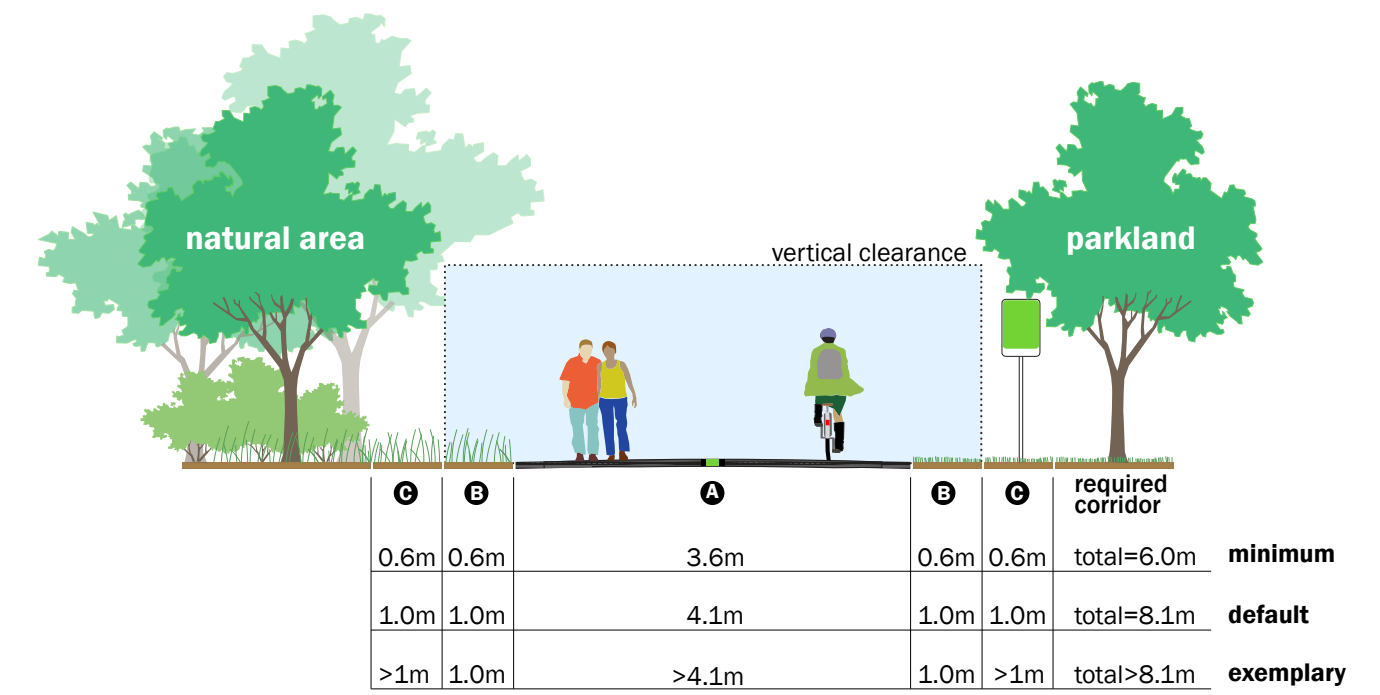 vertical clearance
natural area
parkland
C B A B C required
corridor
0.6m 0.6m 3.6m 0.6m 0.6m total=6.0m minimum
1.0m 1.0m 4.1m 1.0m 1.0m total=8.1m default
>1m 1.0m >4.1m 1.0m >1m total>8.1m exemplary